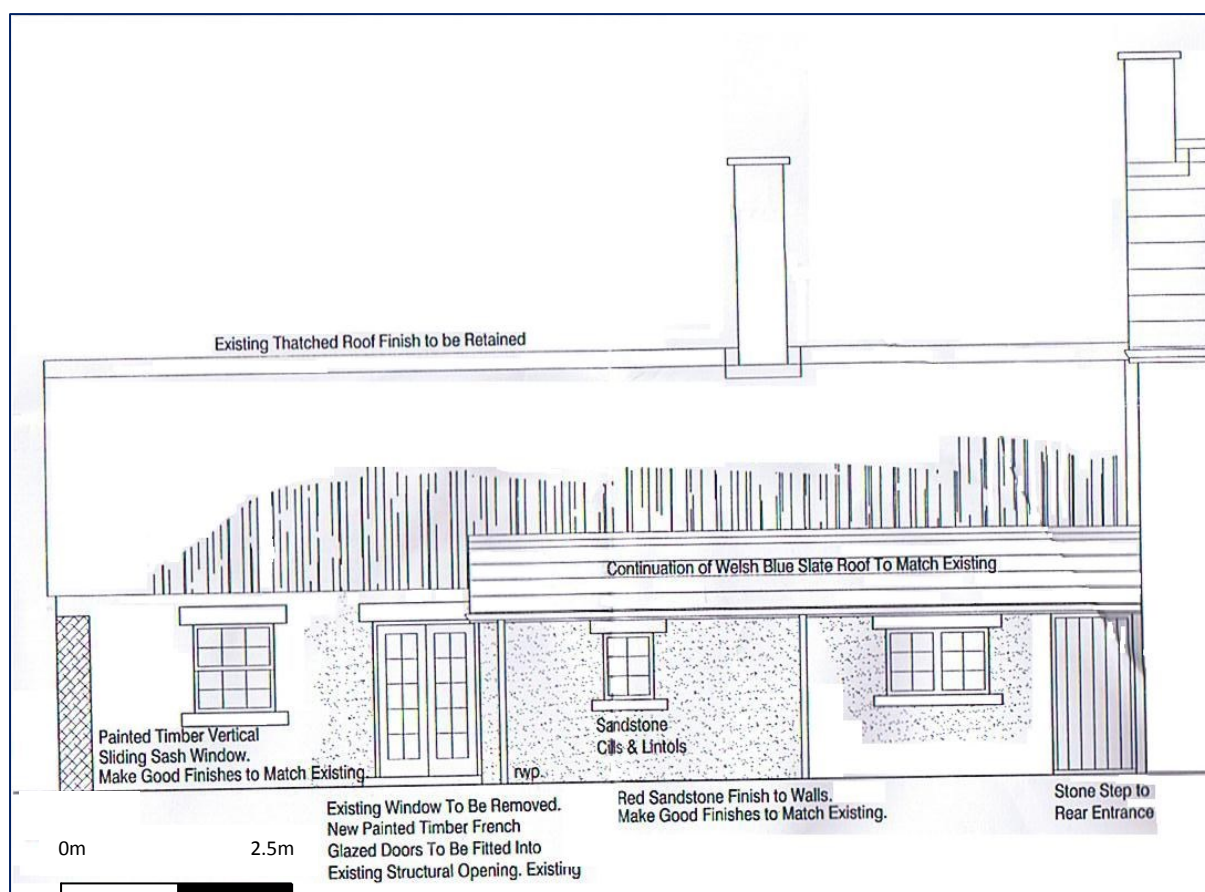 Existing Thatched Roof Finish to be Retained
Continuation of Welsh Blue Slate Roof To Match Existing
Painted Timber Vertical
Sliding Sash Window.
Make Good Finishes to Match Existing.
rwp.
Sandstone
Cills & Lintols
Existing Window To Be Removed.
New Painted Timber French
Glazed Doors To Be Fitted Into
Existing Structural Opening. Existing
Red Sandstone Finish to Walls.
Make Good Finishes to Match Existing.
Stone Step to
Rear Entrance
0m 2.5m